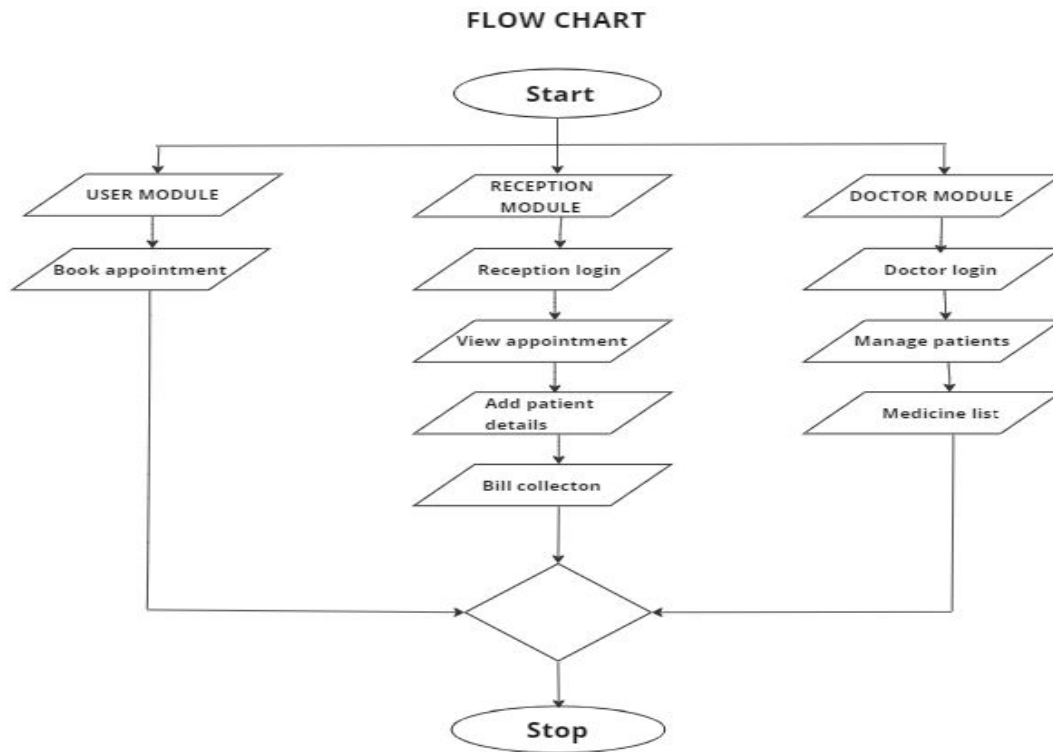 FLOW CHART
Start
USER MODULE
RECEPTION
MODULE
DOCTOR MODULE
Book appointment
Reception login
Doctor login
View appointment
Manage patients
Add patient
details
Medicine list
Bill collecton
Stop